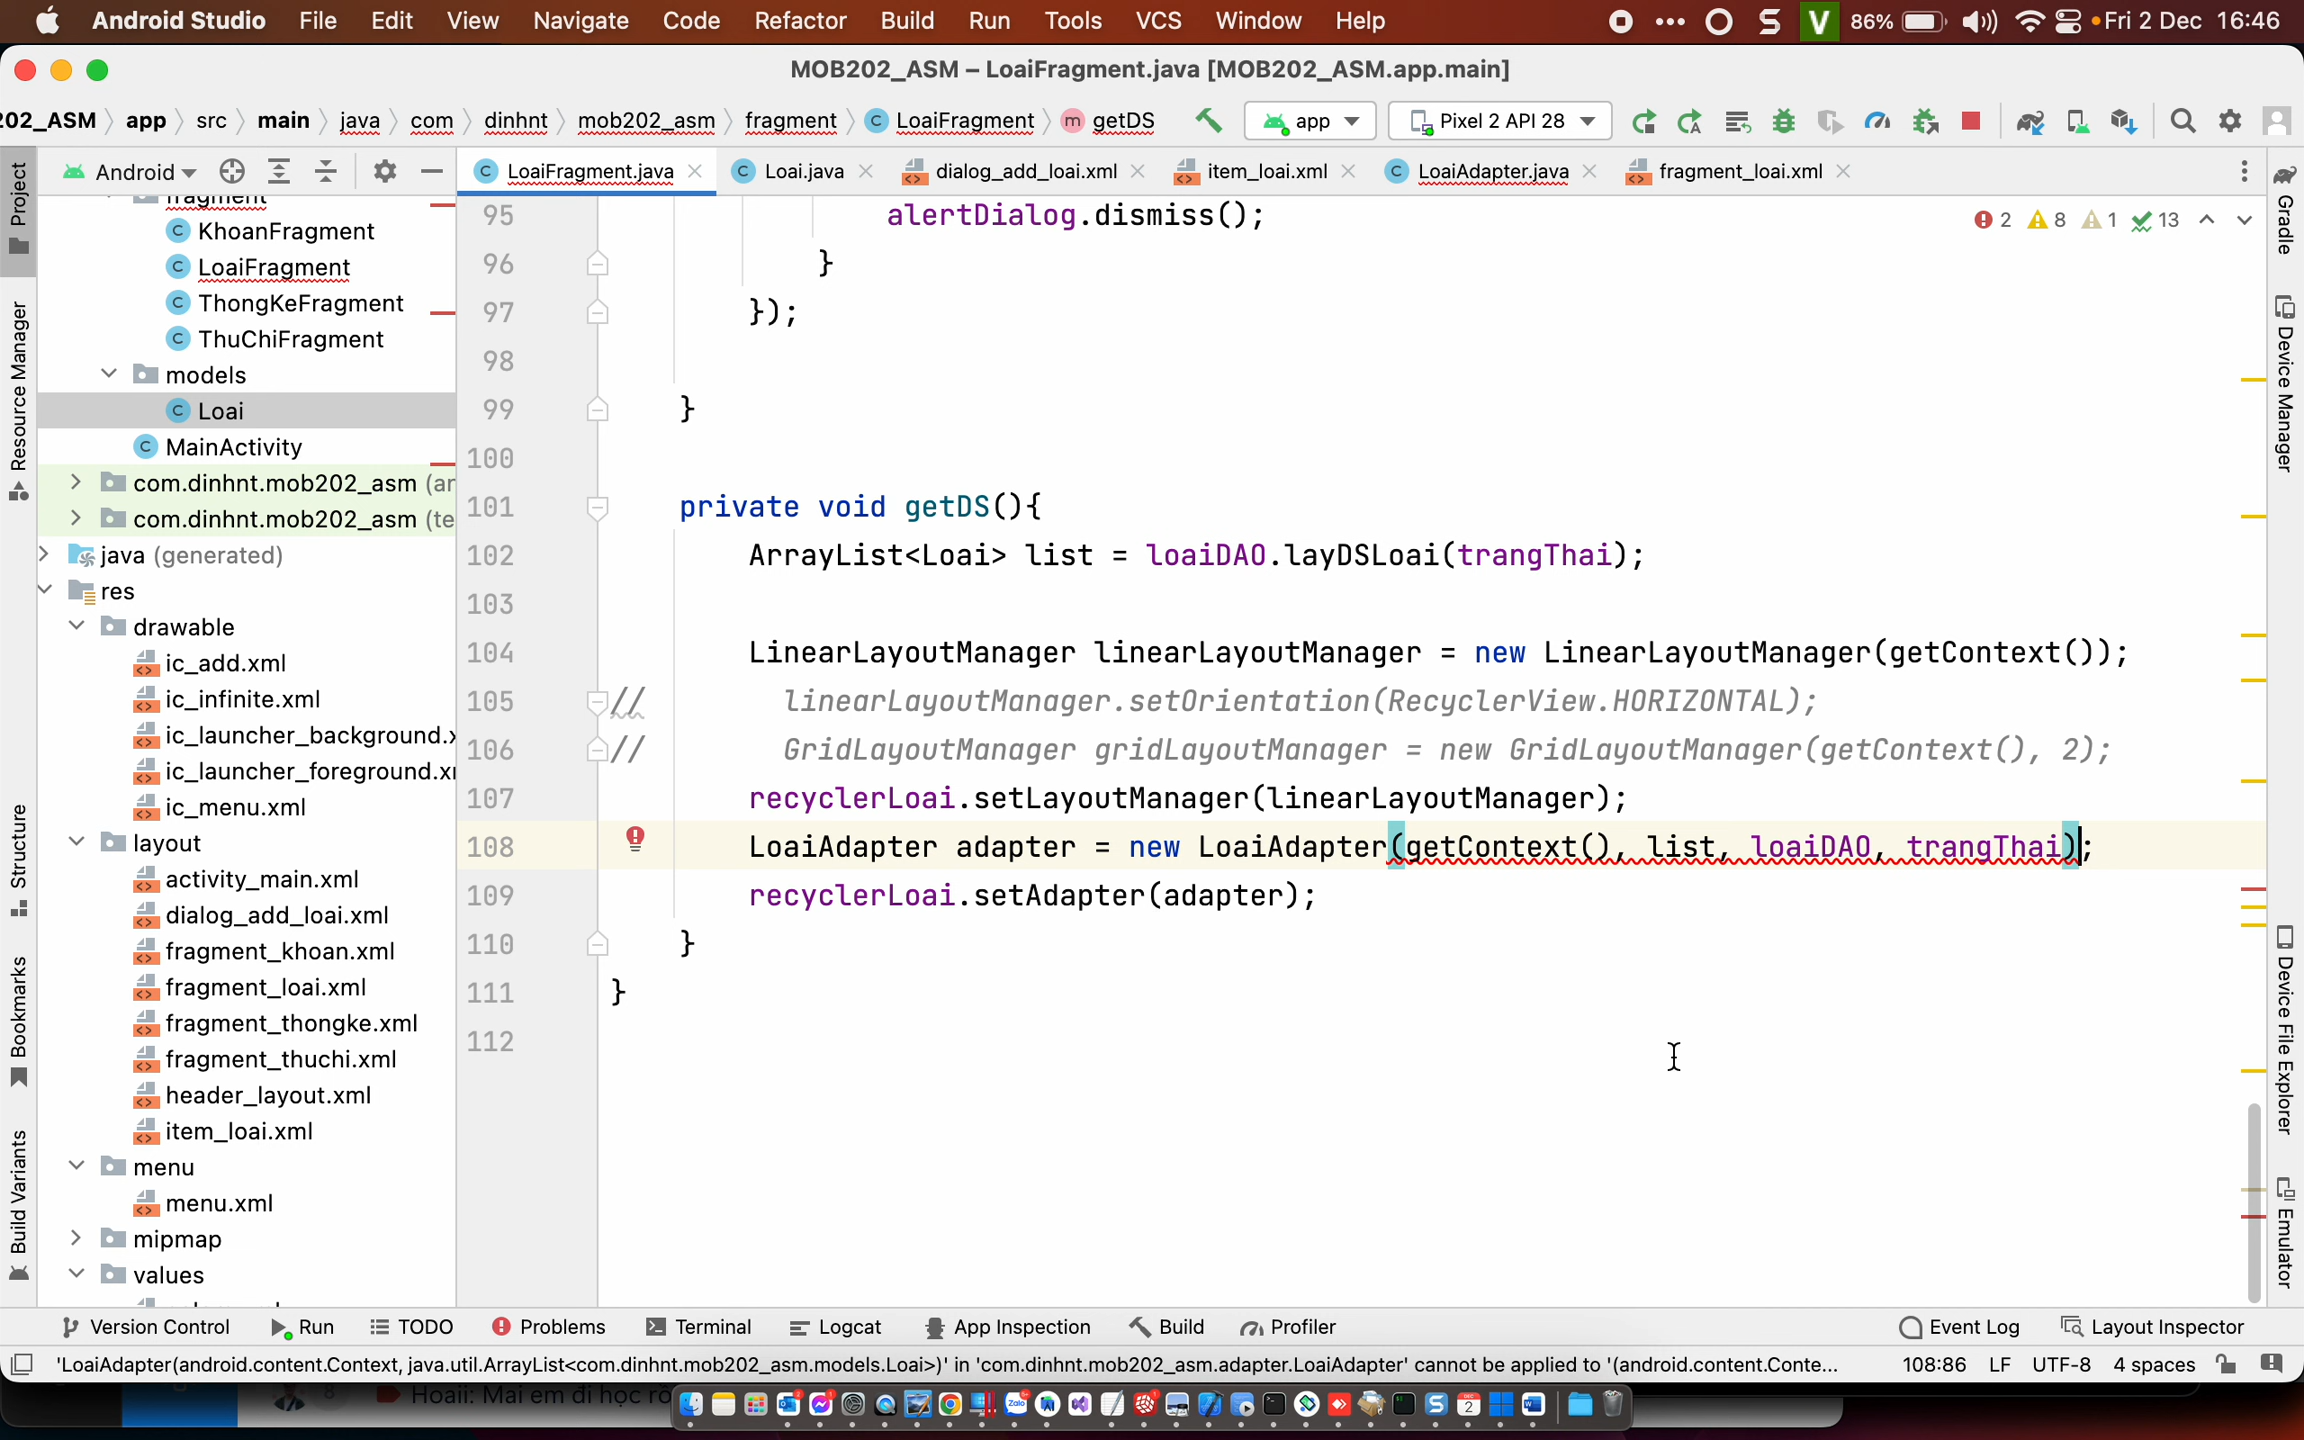 Android Studio File Edit View Navigate Code Refactor Build Run Tools VCS Window Help 86% Fri 2 Dec 16:46
MOB202_ASM – LoaiFragment.java [MOB202_ASM.app.main]
202_ASM app src main java com dinhnt mob202_asm fragment LoaiFragment getDS app Pixel 2 API 28
Android LoaiFragment.java Loai.java dialog_add_loai.xml item_loai.xml LoaiAdapter.java fragment_loai.xml
Project
Resource Manager
Structure
Bookmarks
Build Variants
fragment
KhoanFragment
LoaiFragment
ThongKeFragment
ThuChiFragment
models
Loai
MainActivity
com.dinhnt.mob202_asm (an
com.dinhnt.mob202_asm (te
java (generated)
res
drawable
ic_add.xml
ic_infinite.xml
ic_launcher_background.x
ic_launcher_foreground.x
ic_menu.xml
layout
activity_main.xml
dialog_add_loai.xml
fragment_khoan.xml
fragment_loai.xml
fragment_thongke.xml
fragment_thuchi.xml
header_layout.xml
item_loai.xml
menu
menu.xml
mipmap
values
2 8 1 13
95 alertDialog.dismiss();
96 }
97 });
98
99 }
100
101 private void getDS(){
102 ArrayList<Loai> list = loaiDAO.layDSLoai(trangThai);
103
104 LinearLayoutManager linearLayoutManager = new LinearLayoutManager(getContext());
105 // linearLayoutManager.setOrientation(RecyclerView.HORIZONTAL);
106 // GridLayoutManager gridLayoutManager = new GridLayoutManager(getContext(), 2);
107 recyclerLoai.setLayoutManager(linearLayoutManager);
108 LoaiAdapter adapter = new LoaiAdapter(getContext(), list, loaiDAO, trangThai);
109 recyclerLoai.setAdapter(adapter);
110 }
111 }
112
Gradle
Device Manager
Device File Explorer
Emulator
Version Control Run TODO Problems Terminal Logcat App Inspection Build Profiler Event Log Layout Inspector
'LoaiAdapter(android.content.Context, java.util.ArrayList<com.dinhnt.mob202_asm.models.Loai>)' in 'com.dinhnt.mob202_asm.adapter.LoaiAdapter' cannot be applied to '(android.content.Conte... 108:86 LF UTF-8 4 spaces
Hoaii: Mai em đi học